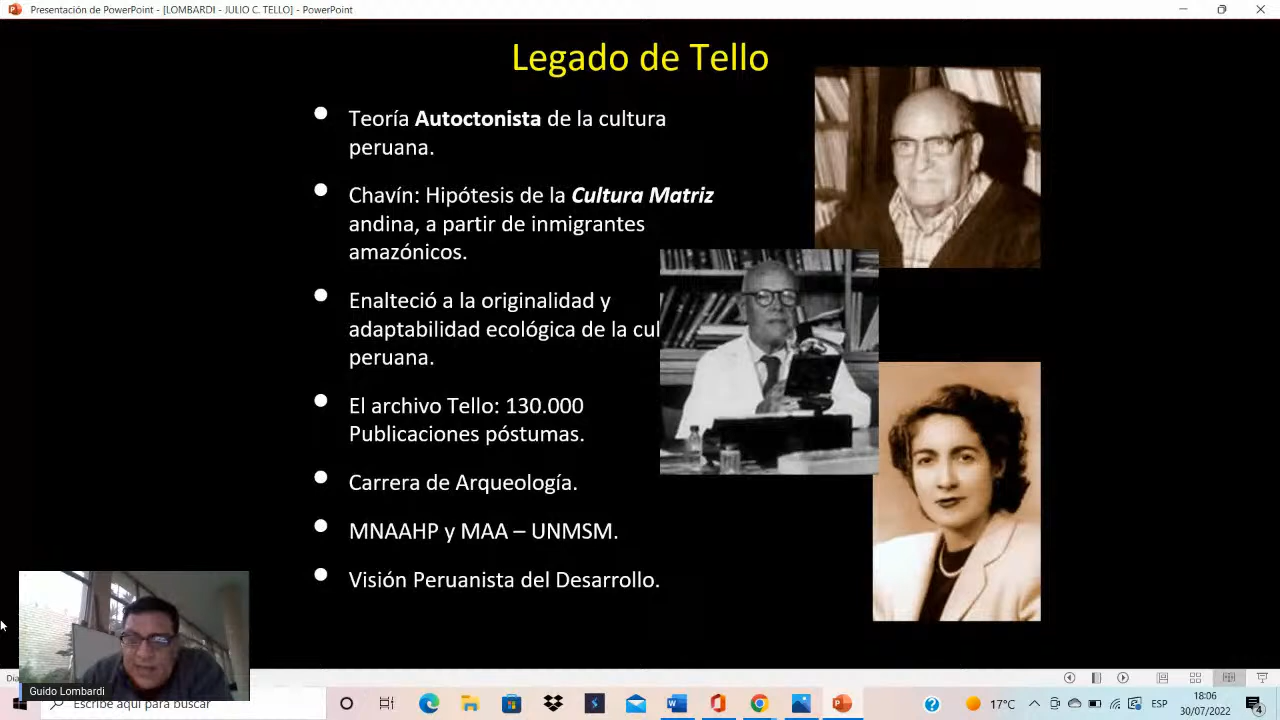 Presentación de PowerPoint - [LOMBARDI - JULIO C. TELLO] - PowerPoint
Legado de Tello
Teoría Autoctonista de la cultura
peruana.
Chavín: Hipótesis de la Cultura Matriz
andina, a partir de inmigrantes
amazónicos.
Enalteció a la originalidad y
adaptabilidad ecológica de la cul
peruana.
El archivo Tello: 130.000
Publicaciones póstumas.
Carrera de Arqueología.
MNAAHP y MAA – UNMSM.
Visión Peruanista del Desarrollo.
Guido Lombardi
Dia
Escribe aquí para buscar
17°C
ESP
18:06
30/07/2022
4